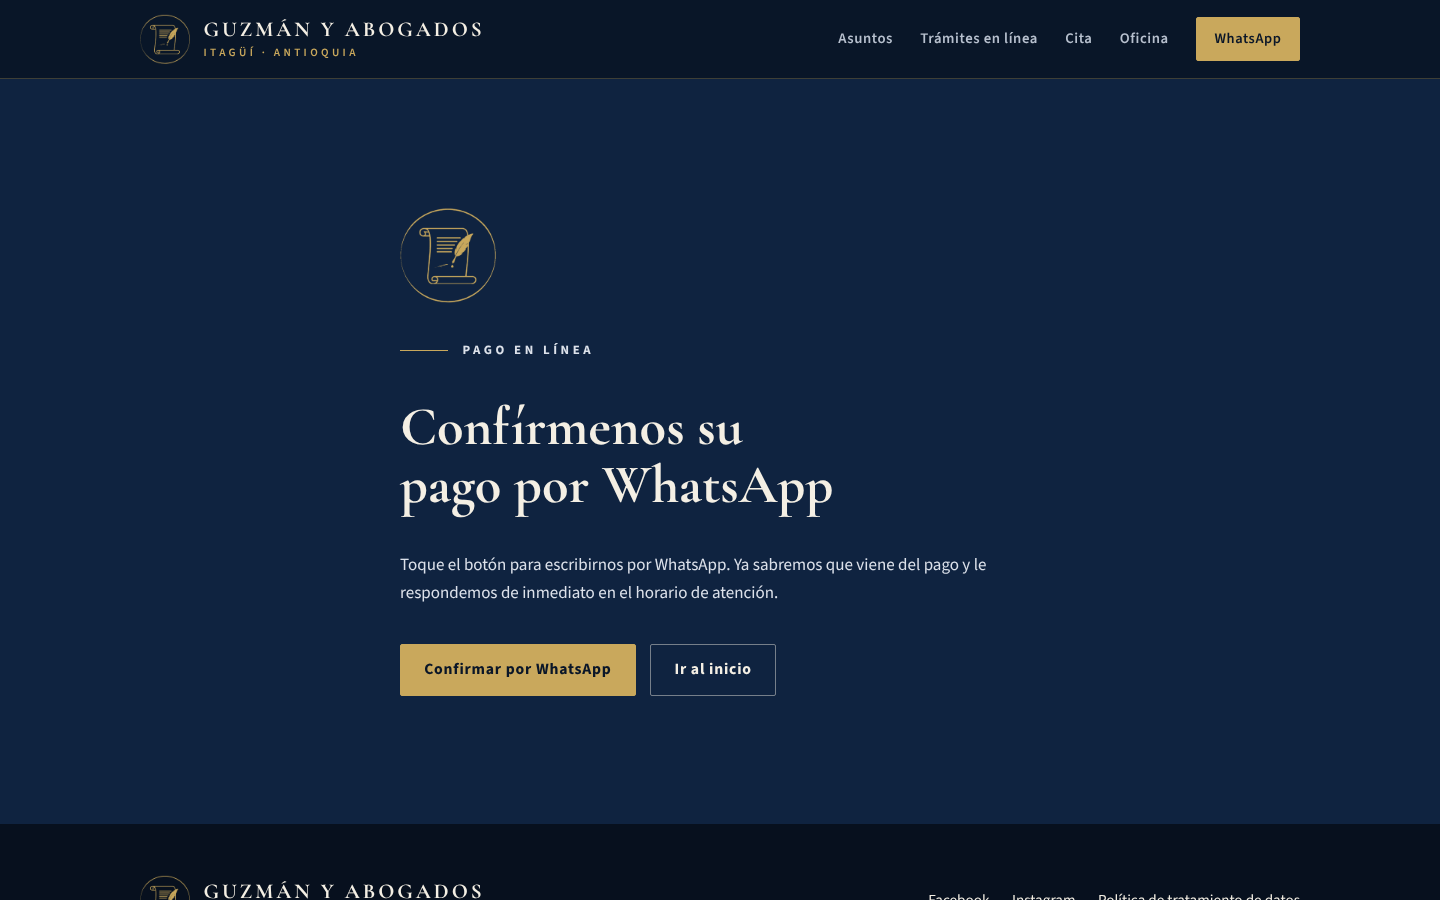 GUZMÁN Y ABOGADOS
ITAGÜÍ · ANTIOQUIA
Asuntos
Trámites en línea
Cita
Oficina
WhatsApp
PAGO EN LÍNEA
Confírmenos su
pago por WhatsApp
Toque el botón para escribirnos por WhatsApp. Ya sabremos que viene del pago y le
respondemos de inmediato en el horario de atención.
Confirmar por WhatsApp
Ir al inicio
GUZMÁN Y ABOGADOS
Facebook
Instagram
Política de tratamiento de datos